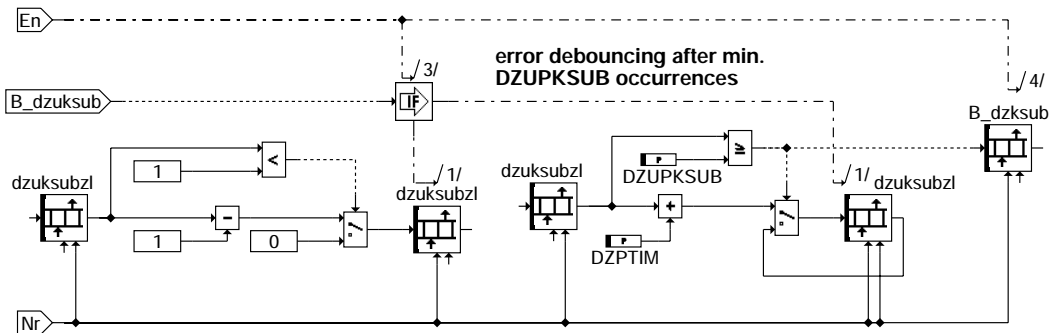 En
error debouncing after min.
3/
DZUPKSUB occurrences
4/
B_dzuksub
IF
B_dzksub
1/
<
≥
dzuksubzl
1
dzuksubzl
dzuksubzl
P
DZUPKSUB
1/
dzuksubzl
-
+
1
0
P
DZPTIM
Nr